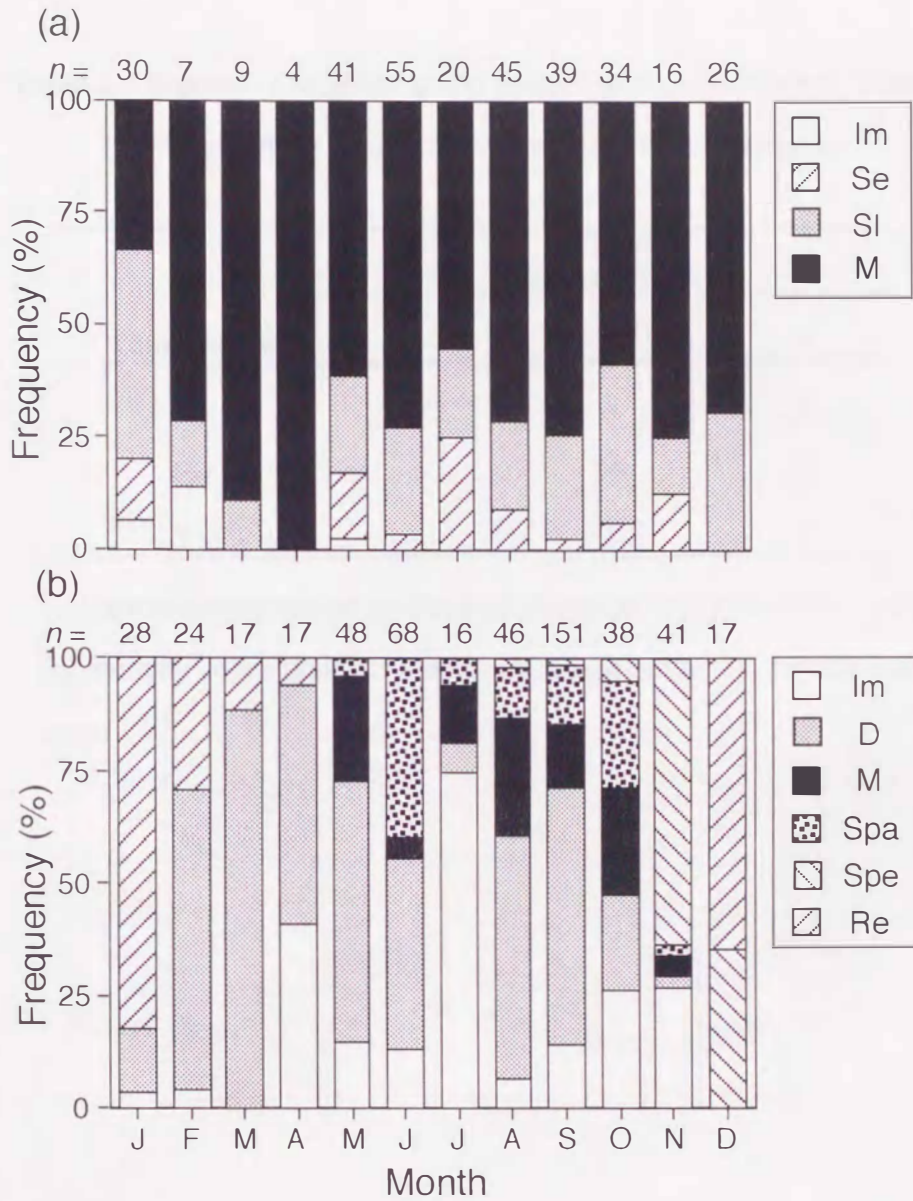 (a)
n = 30 7 9 4 41 55 20 45 39 34 16 26
100
75
50
25
0
Frequency (%)
Im
Se
Sl
M
(b)
n = 28 24 17 17 48 68 16 46 151 38 41 17
100
75
50
25
0
Frequency (%)
Im
D
M
Spa
Spe
Re
J F M A M J J A S O N D
Month